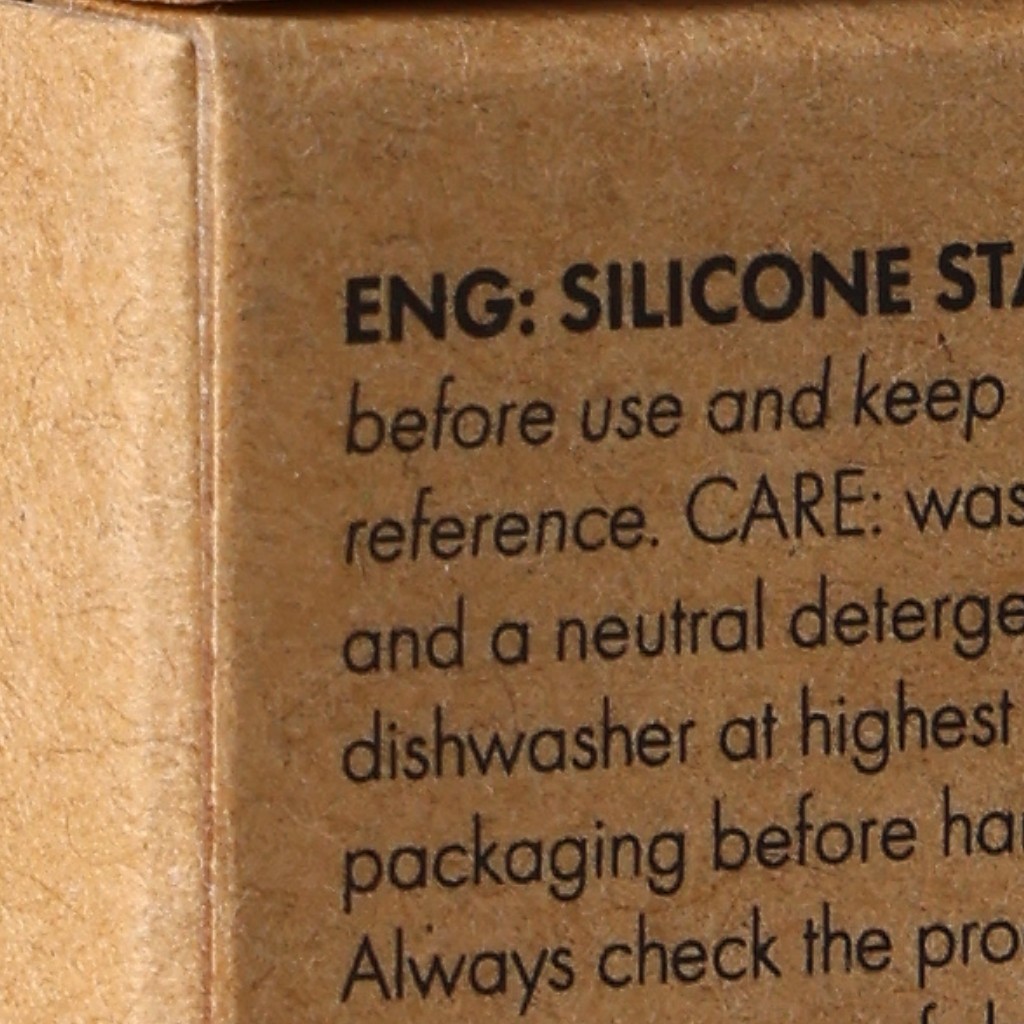 ENG: SILICONE STA
before use and keep
reference. CARE: was
and a neutral deterge
dishwasher at highest
packaging before ha
Always check the pro